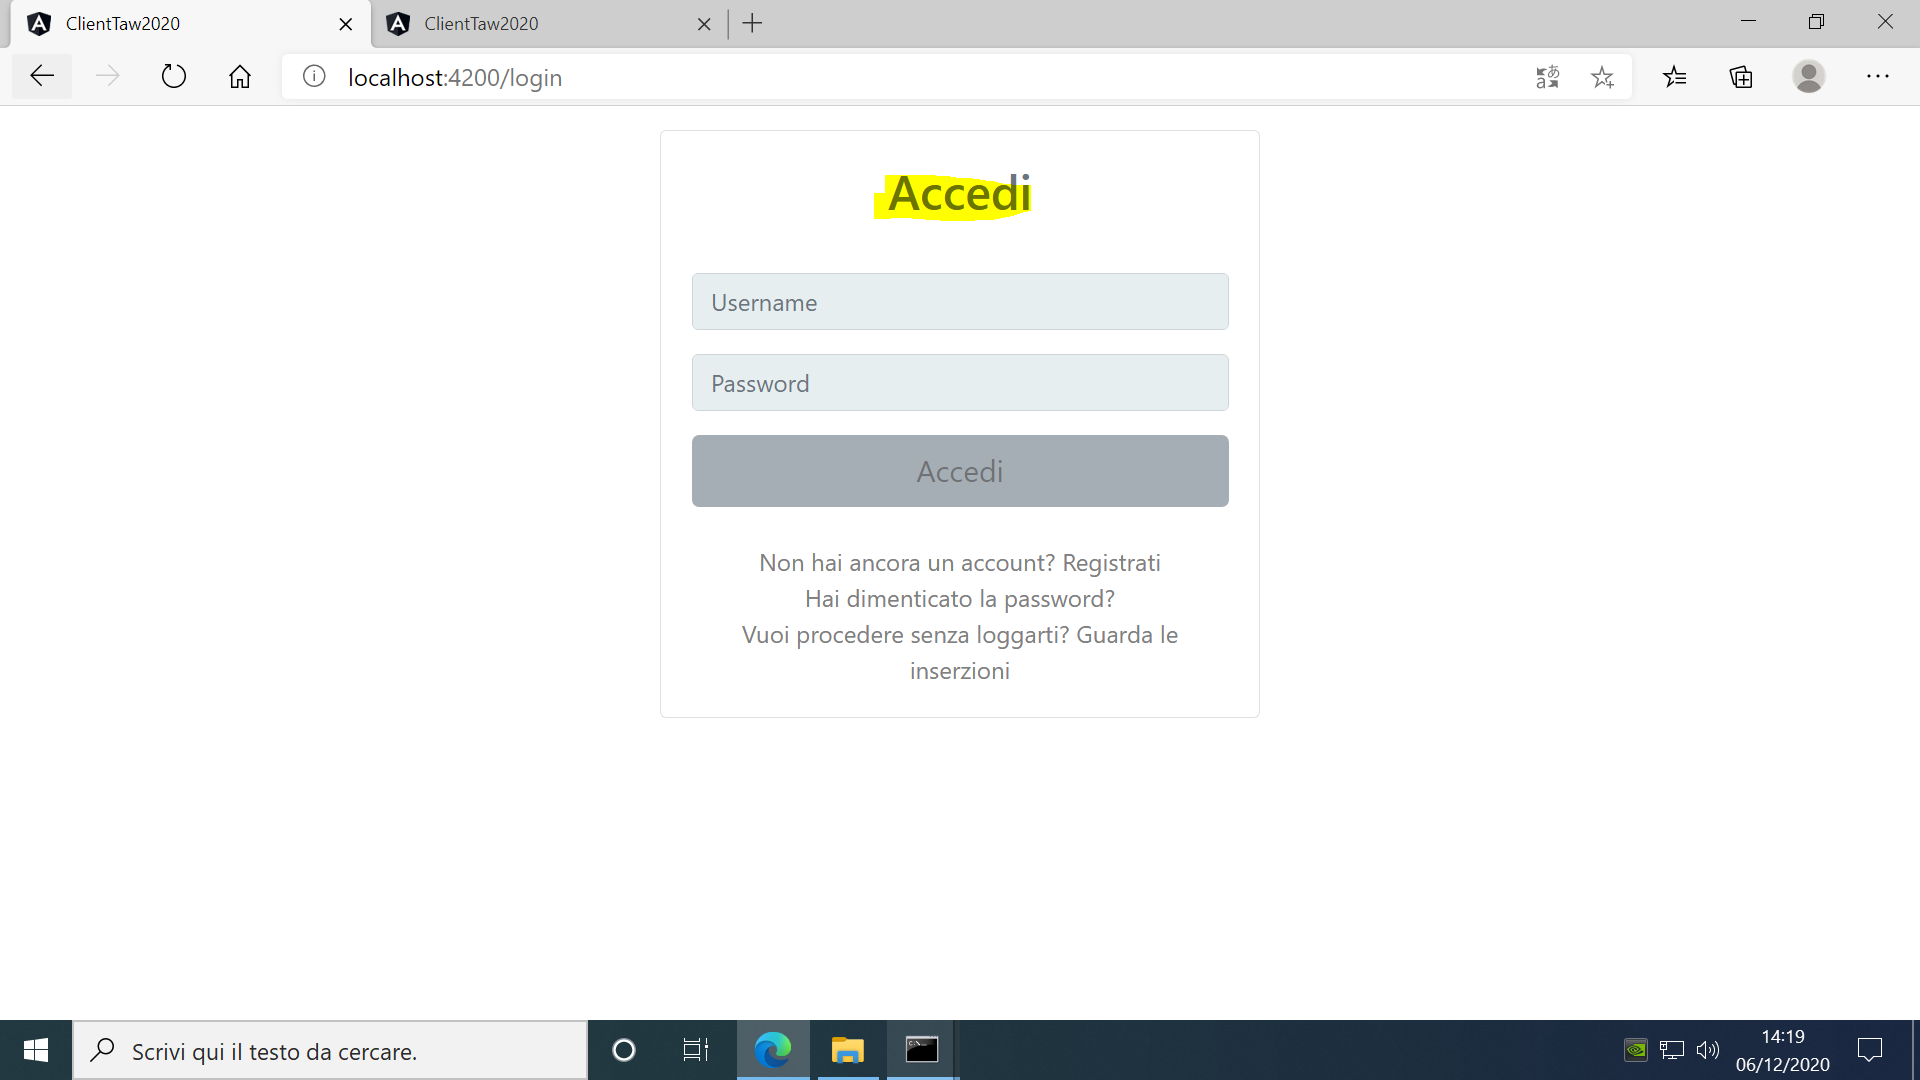 ClientTaw2020
ClientTaw2020
localhost:4200/login
Accedi
Username
Password
Accedi
Non hai ancora un account? Registrati
Hai dimenticato la password?
Vuoi procedere senza loggarti? Guarda le
inserzioni
Scrivi qui il testo da cercare.
14:19
06/12/2020